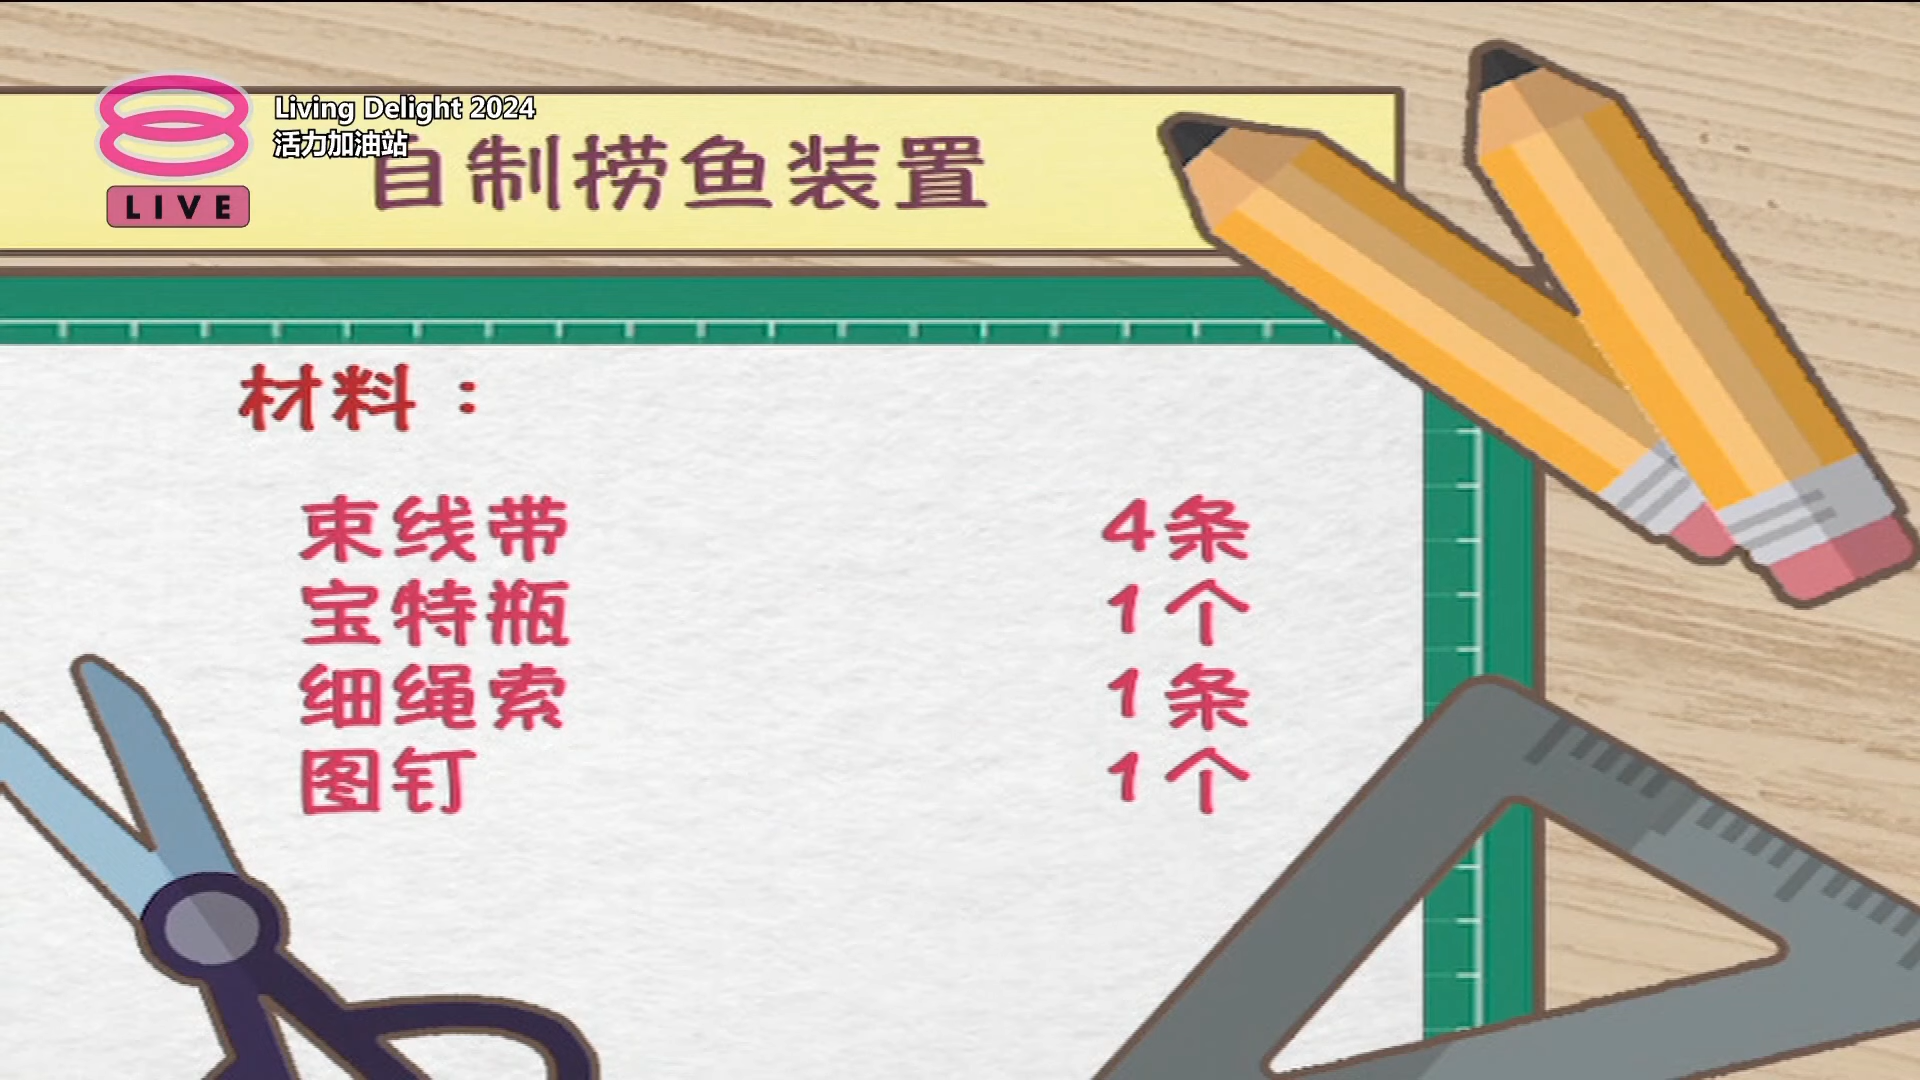 Living Delight 2024
活力加油站
LIVE
自制捞鱼装置
材料：
束线带 4条
宝特瓶 1个
细绳索 1条
图钉 1个